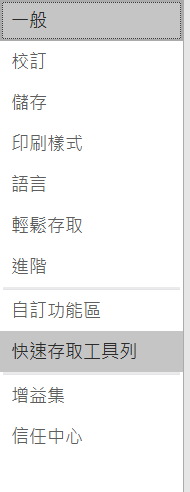 一般
校訂
儲存
印刷樣式
語言
輕鬆存取
進階
自訂功能區
快速存取工具列
增益集
信任中心